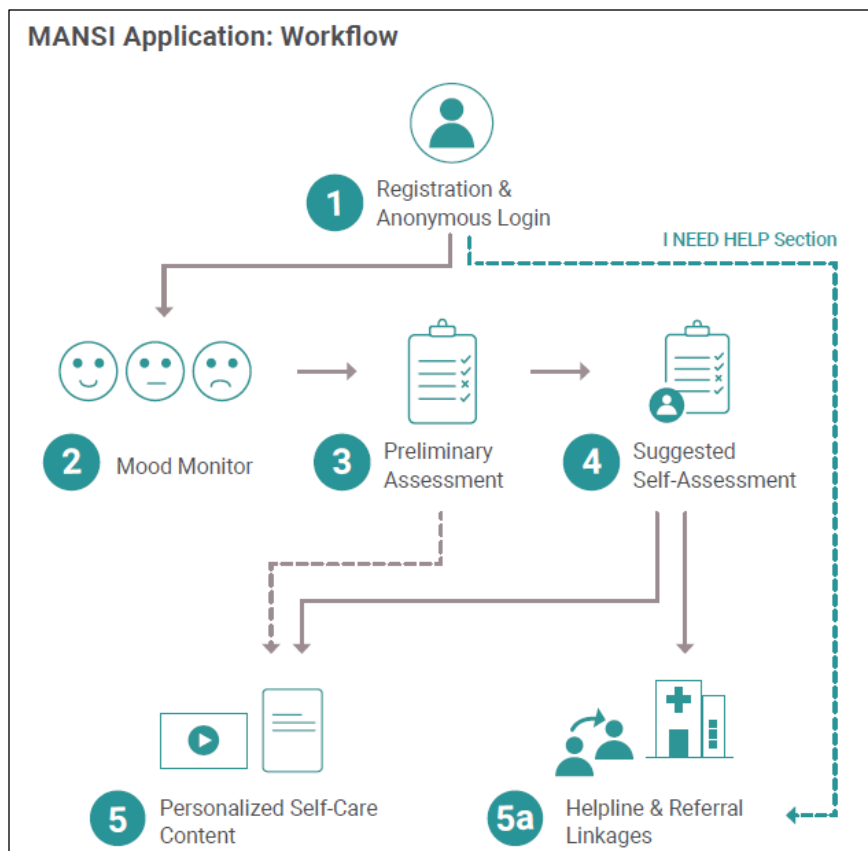 MANSI Application: Workflow
1
Registration &
Anonymous Login
I NEED HELP Section
2
Mood Monitor
3
Preliminary
Assessment
4
Suggested
Self-Assessment
5
Personalized Self-Care
Content
5a
Helpline & Referral
Linkages